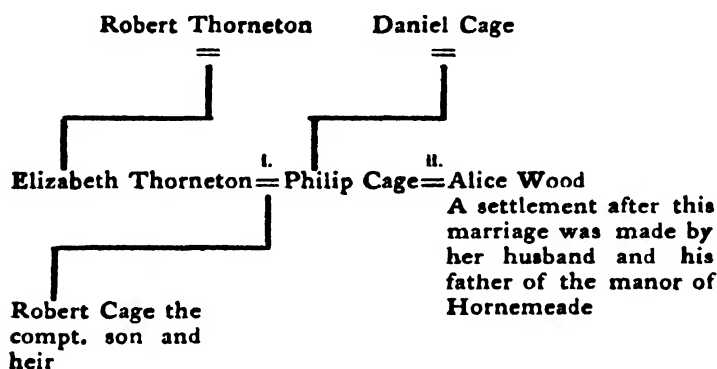 Robert Thorneton Daniel Cage
= =
i. ii.
Elizabeth Thorneton=Philip Cage=Alice Wood
A settlement after this
marriage was made by
her husband and his
father of the manor of
Hornemeade
Robert Cage the
compt. son and
heir